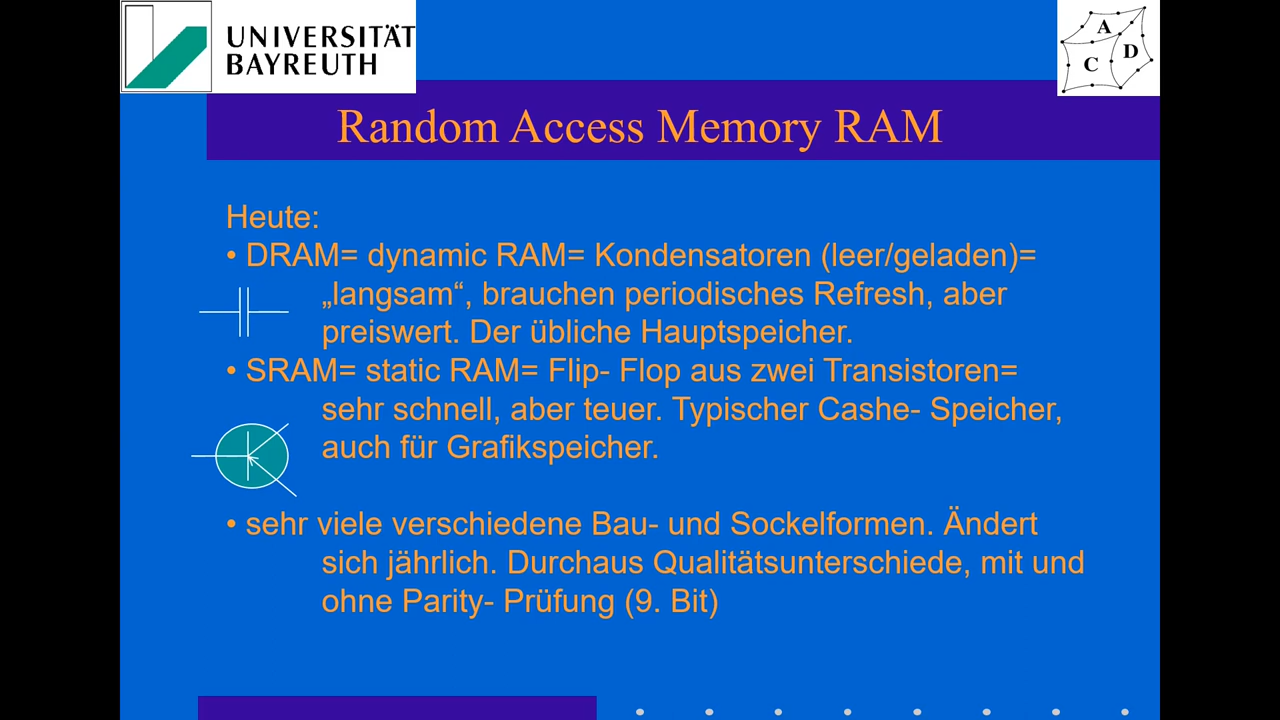 UNIVERSITÄT
BAYREUTH
A
D
C
Random Access Memory RAM
Heute:
• DRAM= dynamic RAM= Kondensatoren (leer/geladen)=
„langsam“, brauchen periodisches Refresh, aber
preiswert. Der übliche Hauptspeicher.
• SRAM= static RAM= Flip- Flop aus zwei Transistoren=
sehr schnell, aber teuer. Typischer Cashe- Speicher,
auch für Grafikspeicher.
• sehr viele verschiedene Bau- und Sockelformen. Ändert
sich jährlich. Durchaus Qualitätsunterschiede, mit und
ohne Parity- Prüfung (9. Bit)